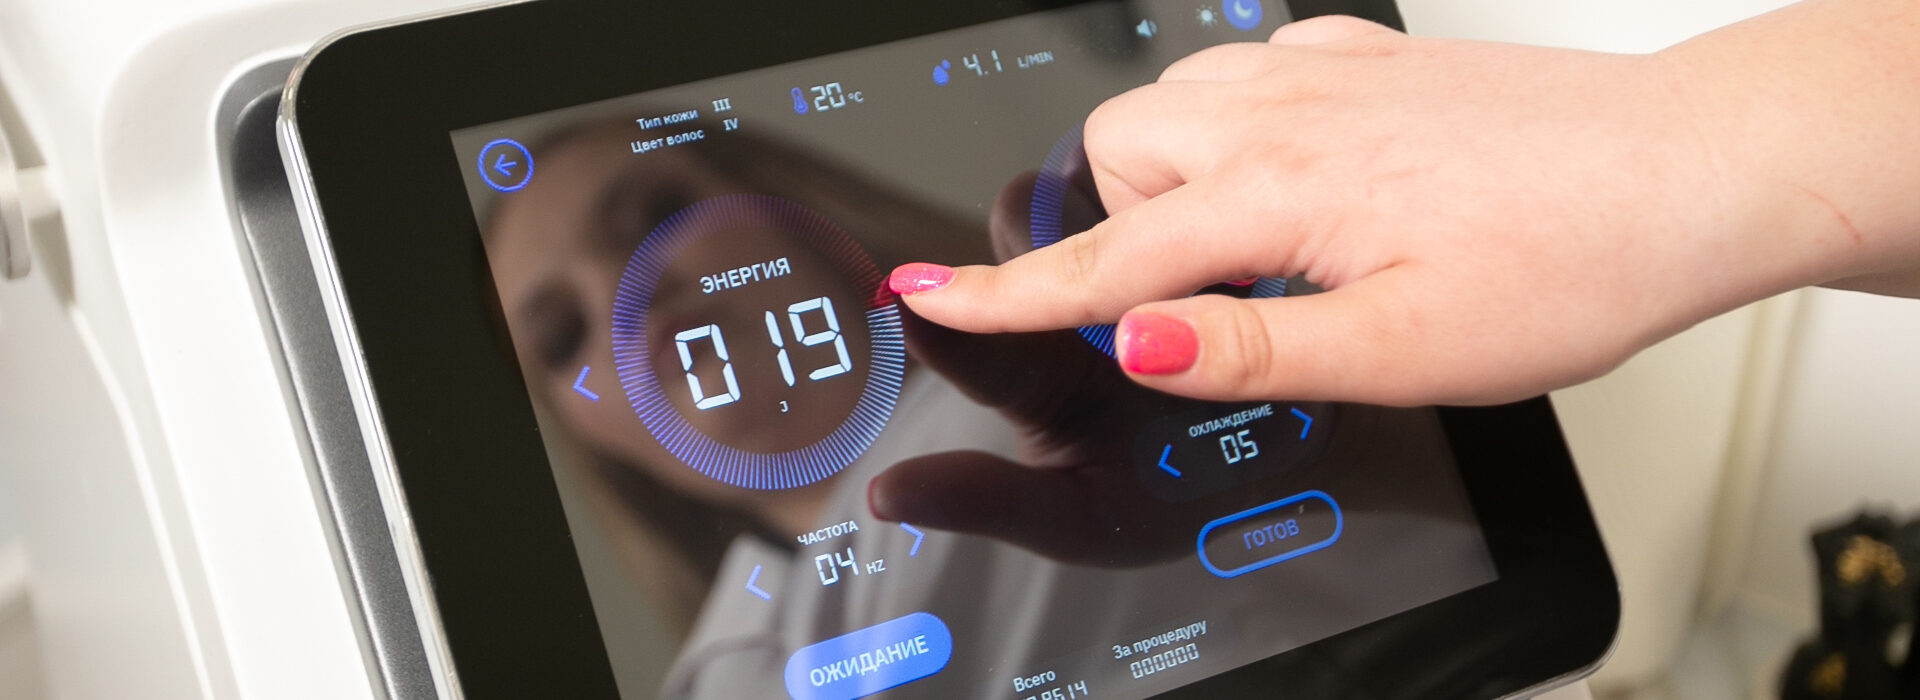 Тип кожи III
Цвет волос IV
20 °C
4.1 L/MIN
ЭНЕРГИЯ
019
J
ОХЛАЖДЕНИЕ
05
ЧАСТОТА
04 HZ
ГОТОВ
ОЖИДАНИЕ
Всего
За процедуру
000000